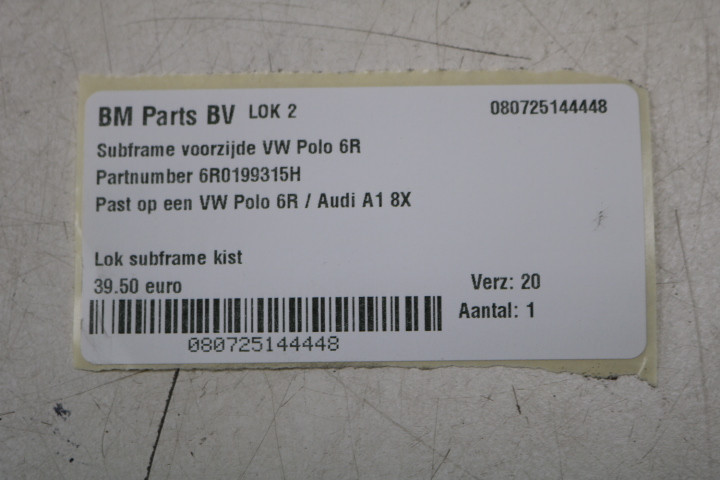 BM Parts BV LOK 2 080725144448
Subframe voorzijde VW Polo 6R
Partnumber 6R0199315H
Past op een VW Polo 6R / Audi A1 8X
Lok subframe kist
39.50 euro Verz: 20
Aantal: 1
080725144448